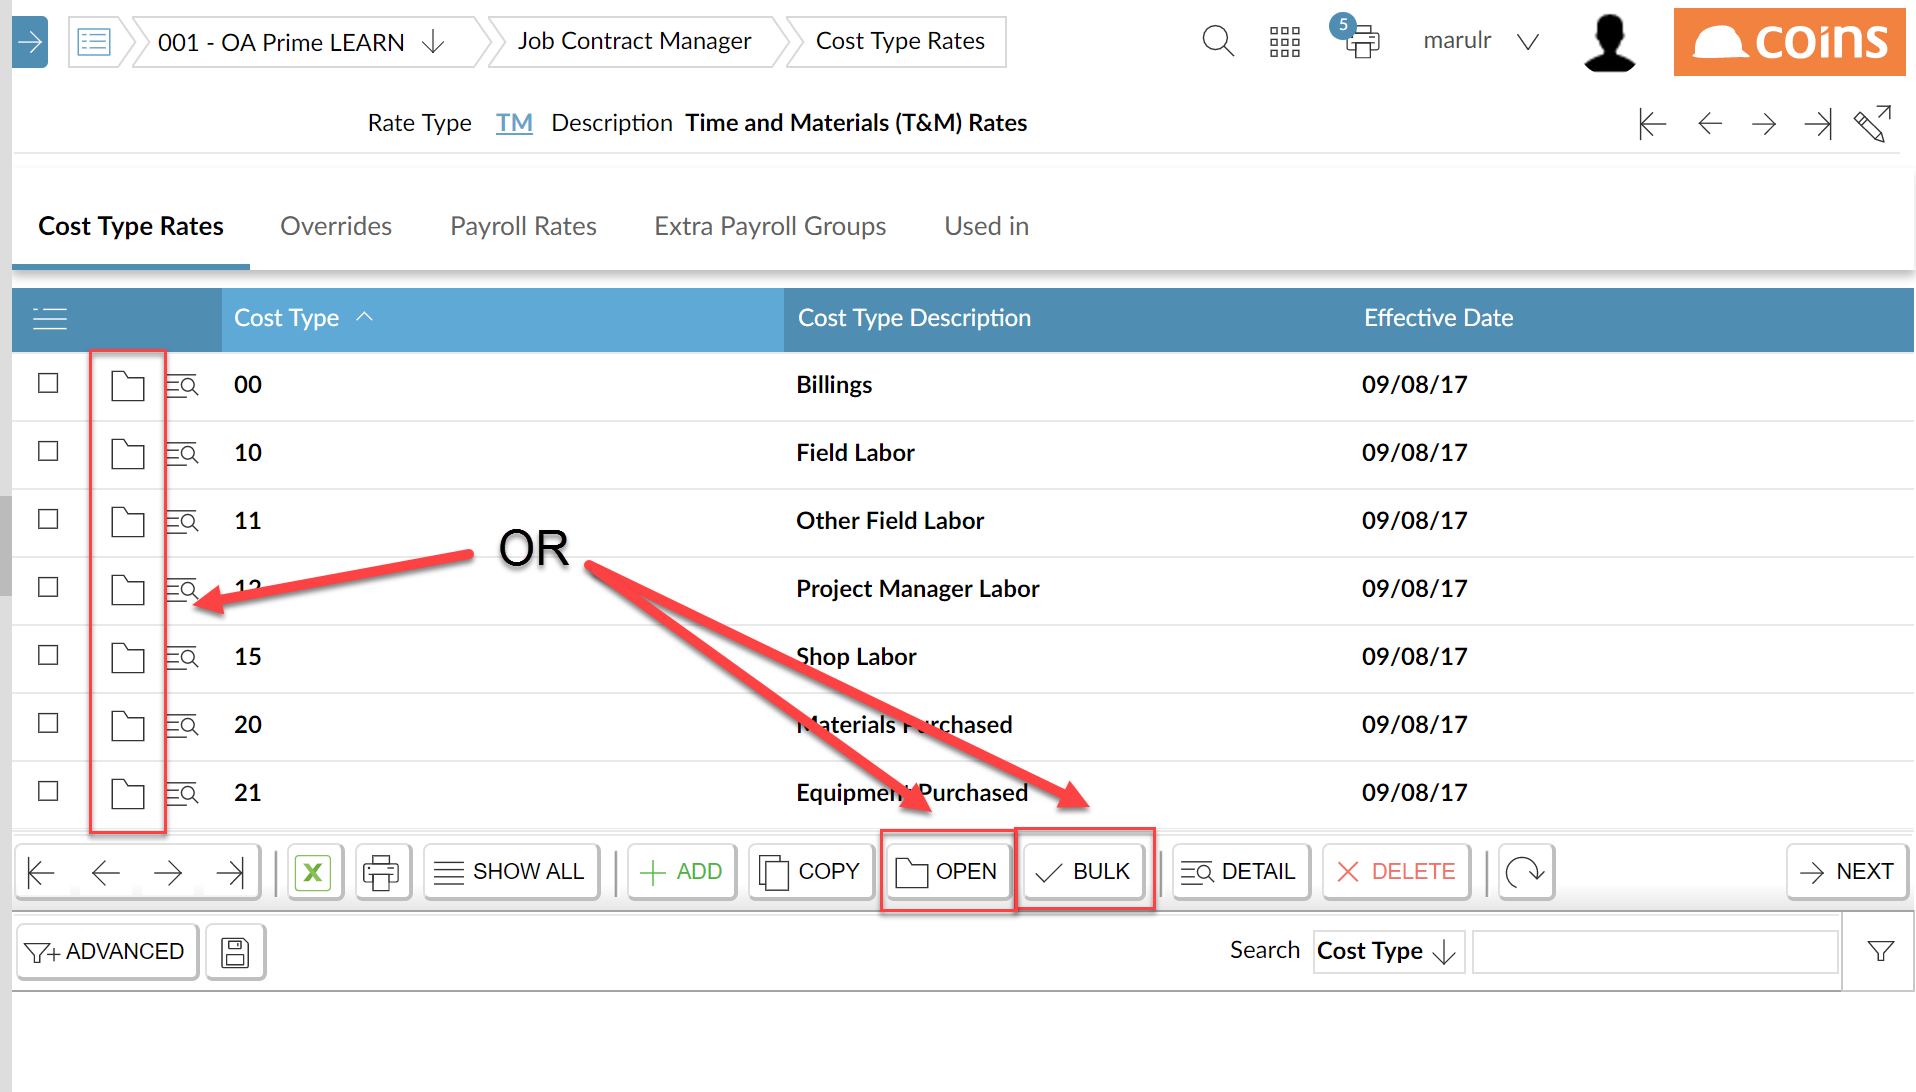 001 - OA Prime LEARN
Job Contract Manager
Cost Type Rates
5
marulr
coins
Rate Type TM Description Time and Materials (T&M) Rates
Cost Type Rates Overrides Payroll Rates Extra Payroll Groups Used in
Cost Type Cost Type Description Effective Date
00 Billings 09/08/17
10 Field Labor 09/08/17
11 Other Field Labor 09/08/17
OR
12 Project Manager Labor 09/08/17
15 Shop Labor 09/08/17
20 Materials Purchased 09/08/17
21 Equipment Purchased 09/08/17
X SHOW ALL ADD COPY OPEN BULK DETAIL DELETE NEXT
ADVANCED Search Cost Type